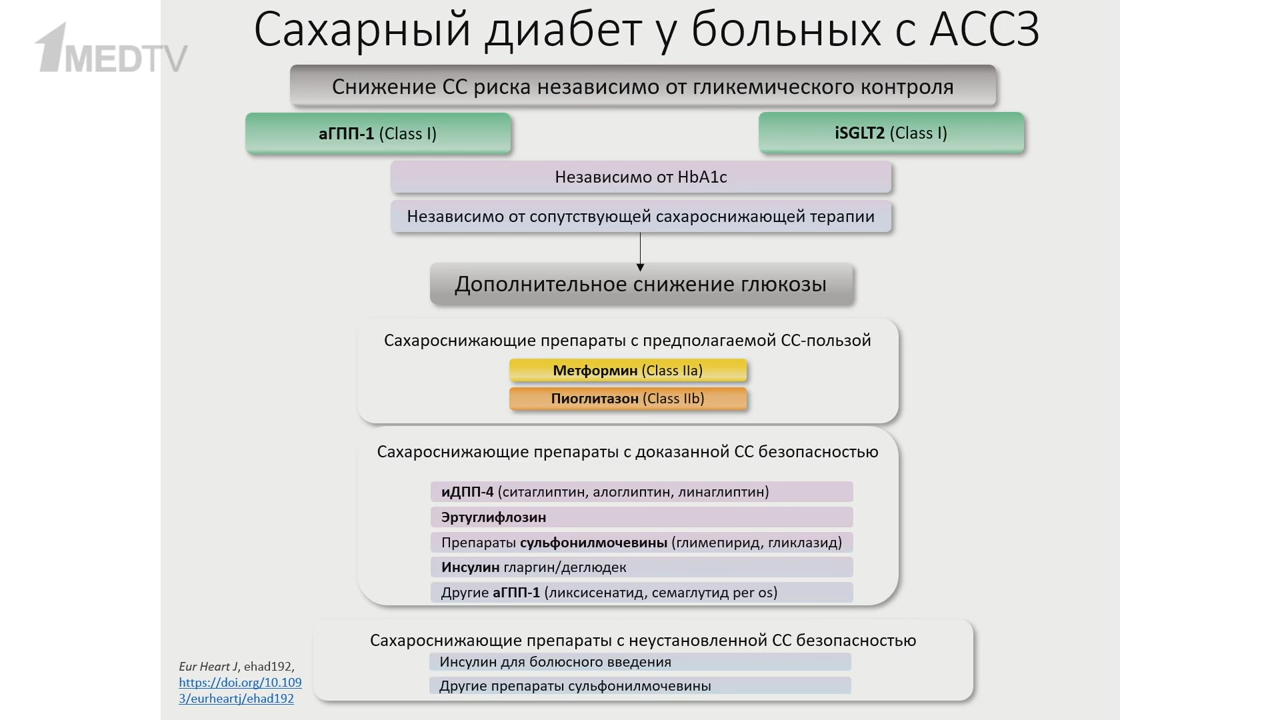 Сахарный диабет у больных с АССЗ
1MEDTV
Снижение СС риска независимо от гликемического контроля
аГПП-1 (Class I)
iSGLT2 (Class I)
Независимо от HbA1c
Независимо от сопутствующей сахароснижающей терапии
Дополнительное снижение глюкозы
Сахароснижающие препараты с предполагаемой СС-пользой
Метформин (Class IIa)
Пиоглитазон (Class IIb)
Сахароснижающие препараты с доказанной СС безопасностью
иДПП-4 (ситаглиптин, алоглиптин, линаглиптин)
Эртуглифлозин
Препараты сульфонилмочевины (глимепирид, гликлазид)
Инсулин гларгин/деглюдек
Другие аГПП-1 (ликсисенатид, семаглутид per os)
Сахароснижающие препараты с неустановленной СС безопасностью
Инсулин для болюсного введения
Другие препараты сульфонилмочевины
Eur Heart J, ehad192,
https://doi.org/10.109
3/eurheartj/ehad192